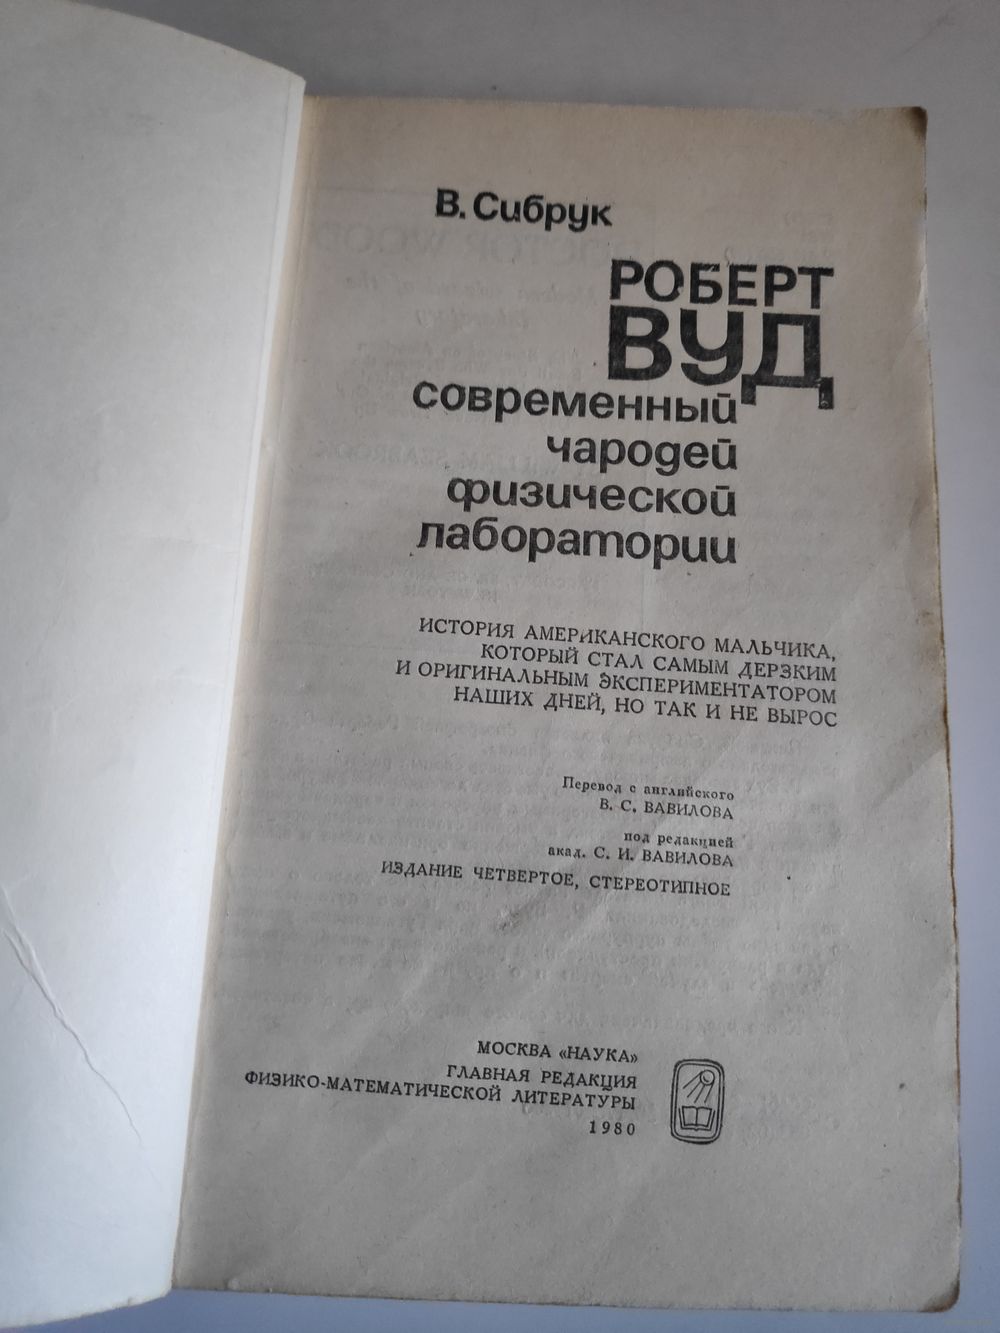 В. Сибрук
РОБЕРТ
ВУД
современный
чародей
физической
лаборатории
ИСТОРИЯ АМЕРИКАНСКОГО МАЛЬЧИКА,
КОТОРЫЙ СТАЛ САМЫМ ДЕРЗКИМ
И ОРИГИНАЛЬНЫМ ЭКСПЕРИМЕНТАТОРОМ
НАШИХ ДНЕЙ, НО ТАК И НЕ ВЫРОС
Перевод с английского
В. С. ВАВИЛОВА
под редакцией
акад. С. И. ВАВИЛОВА
ИЗДАНИЕ ЧЕТВЕРТОЕ, СТЕРЕОТИПНОЕ
МОСКВА «НАУКА»
ГЛАВНАЯ РЕДАКЦИЯ
ФИЗИКО-МАТЕМАТИЧЕСКОЙ ЛИТЕРАТУРЫ
1980